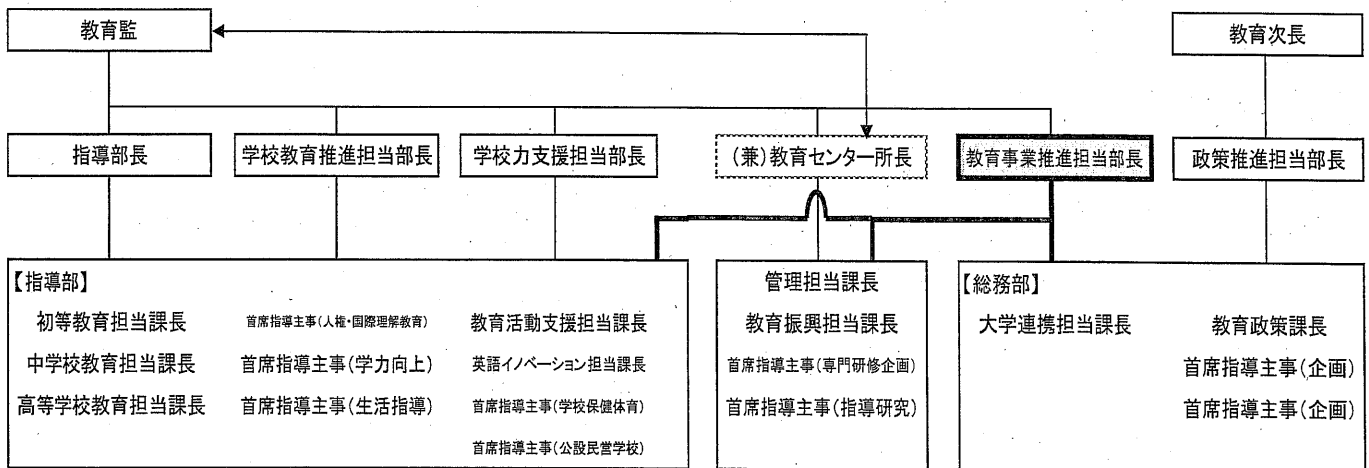 教育監
教育次長
指導部長
学校教育推進担当部長
学校力支援担当部長
(兼)教育センター所長
教育事業推進担当部長
政策推進担当部長
【指導部】
初等教育担当課長
中学校教育担当課長
高等学校教育担当課長
首席指導主事(人権・国際理解教育)
首席指導主事(学力向上)
首席指導主事(生活指導)
教育活動支援担当課長
英語イノベーション担当課長
首席指導主事(学校保健体育)
首席指導主事(公設民営学校)
管理担当課長
教育振興担当課長
首席指導主事(専門研修企画)
首席指導主事(指導研究)
【総務部】
大学連携担当課長
教育政策課長
首席指導主事(企画)
首席指導主事(企画)